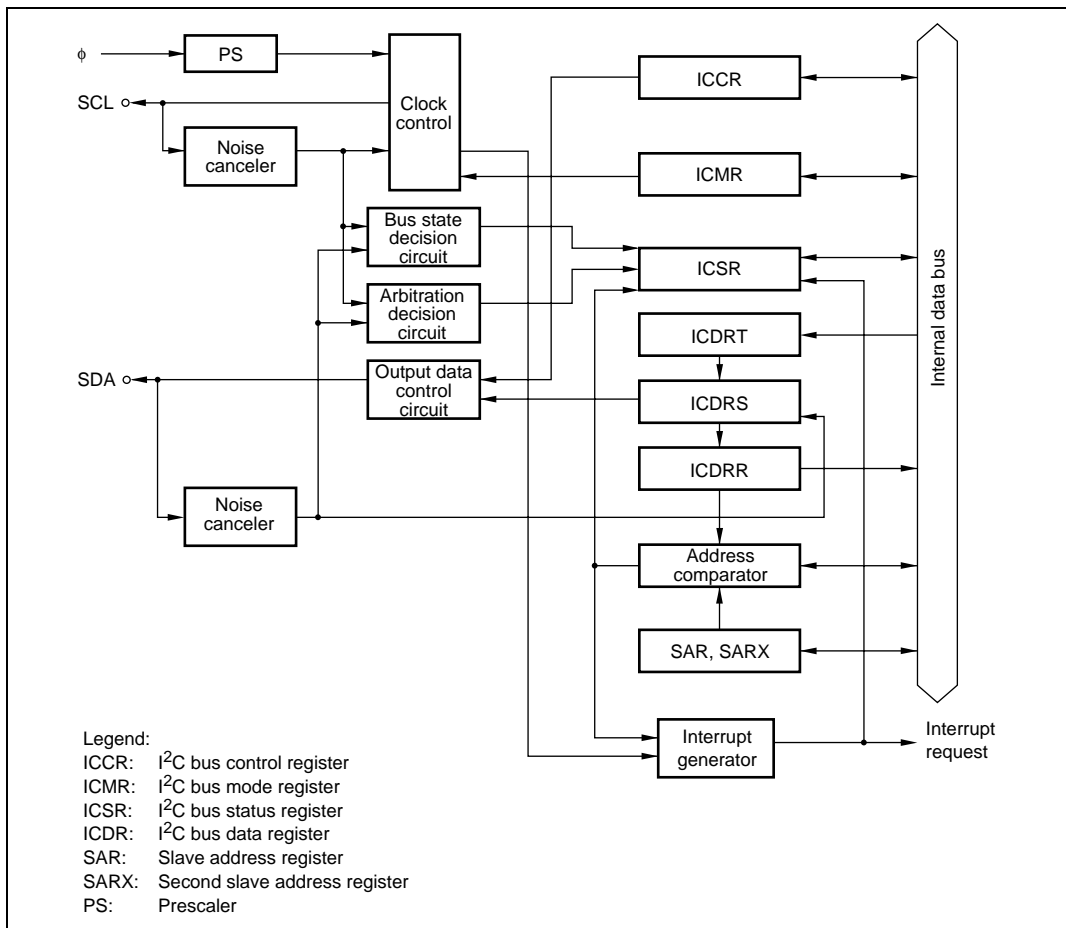 ϕ
PS
SCL
Clock
control
Noise
canceler
ICCR
ICMR
Bus state
decision
circuit
ICSR
Arbitration
decision
circuit
ICDRT
SDA
Output data
control
circuit
ICDRS
ICDRR
Noise
canceler
Address
comparator
SAR, SARX
Internal data bus
Interrupt
generator
Interrupt
request
Legend:
ICCR: I²C bus control register
ICMR: I²C bus mode register
ICSR: I²C bus status register
ICDR: I²C bus data register
SAR: Slave address register
SARX: Second slave address register
PS: Prescaler